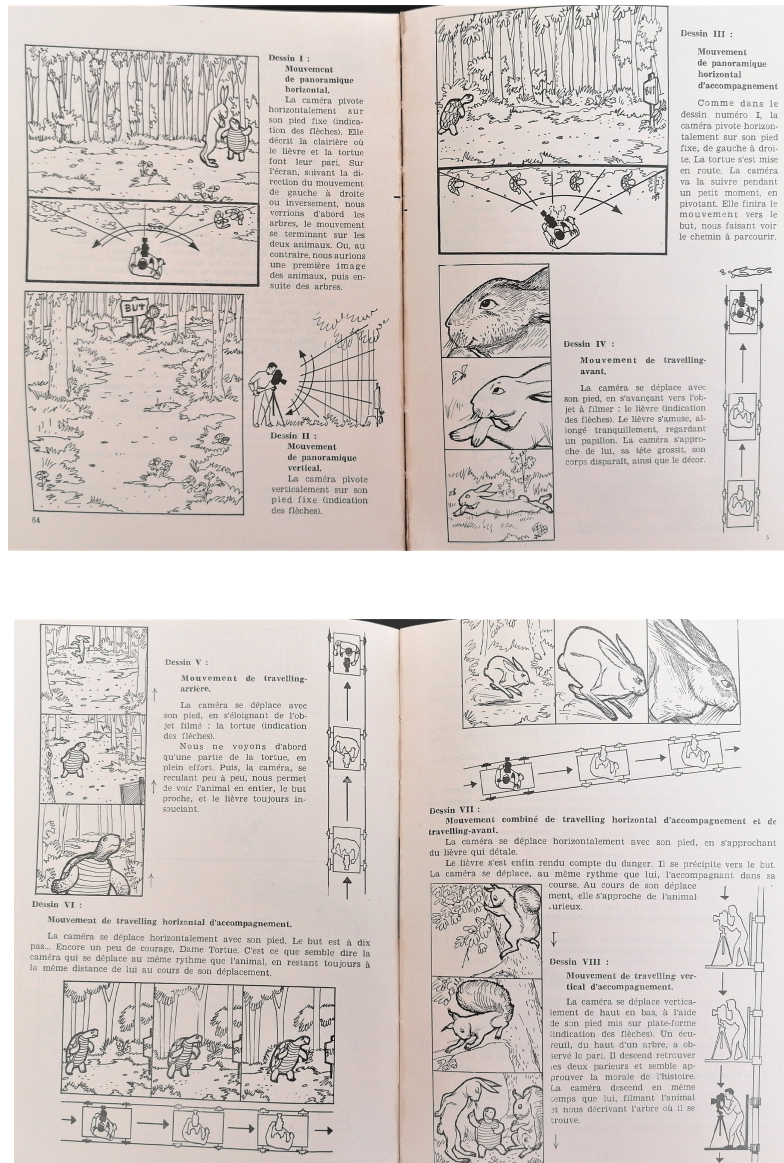 Dessin I :
Mouvement
de panoramique
horizontal.
La caméra pivote
horizontalement sur
son pied fixe (indica-
tion des flèches). Elle
décrit la clairière où
le lièvre et la tortue
font leur pari. Sur
l'écran, suivant la di-
rection du mouvement
de gauche à droite
ou inversement, nous
verrions d'abord les
arbres, le mouvement
se terminant sur les
deux animaux. Ou, au
contraire, nous aurions
une première image
des animaux, puis en-
suite des arbres.
BUT
Dessin II :
Mouvement
de panoramique
vertical.
La caméra pivote
verticalement sur son
pied fixe (indication
des flèches).
64
BUT
Dessin III :
Mouvement
de panoramique
horizontal
d'accompagnement
Comme dans le
dessin numéro I, la
caméra pivote horizon-
talement sur son pied
fixe, de gauche à droi-
te. La tortue s'est mise
en route. La caméra
va la suivre pendant
un petit moment, en
pivotant. Elle finira le
mouvement vers le
but, nous faisant voir
le chemin à parcourir.
Dessin IV :
Mouvement de travelling-
avant.
La caméra se déplace avec
son pied, en s'avançant vers l'ob-
jet à filmer : le lièvre (indication
des flèches). Le lièvre s'amuse, al-
longé tranquillement, regardant
un papillon. La caméra s'appro-
che de lui, sa tête grossit, son
corps disparaît, ainsi que le décor.
5
Dessin V :
Mouvement de travelling-
arrière.
La caméra se déplace avec
son pied, en s'éloignant de l'ob-
jet filmé : la tortue (indication
des flèches).
Nous ne voyons d'abord
qu'une partie de la tortue, en
plein effort. Puis, la caméra, se
reculant peu à peu, nous permet
de voir l'animal en entier, le but
proche, et le lièvre toujours in-
souciant.
Dessin VI :
Mouvement de travelling horizontal d'accompagnement.
La caméra se déplace horizontalement avec son pied. Le but est à dix
pas... Encore un peu de courage, Dame Tortue. C'est ce que semble dire la
caméra qui se déplace au même rythme que l'animal, en restant toujours à
la même distance de lui au cours de son déplacement.
Dessin VII :
Mouvement combiné de travelling horizontal d'accompagnement et de
travelling-avant.
La caméra se déplace horizontalement avec son pied, en s'approchant
du lièvre qui détale.
Le lièvre s'est enfin rendu compte du danger. Il se précipite vers le but.
La caméra se déplace, au même rythme que lui, l'accompagnant dans sa
course. Au cours de son déplace
ment, elle s'approche de l'animal
urieux.
Dessin VIII :
Mouvement de travelling ver-
tical d'accompagnement.
La caméra se déplace vertica-
lement de haut en bas, à l'aide
de son pied mis sur plate-forme
(indication des flèches). Un écu-
reuil, du haut d'un arbre, a ob-
servé le pari. Il descend retrouver
les deux parieurs et semble ap-
prouver la morale de l'histoire.
La caméra descend en même
temps que lui, filmant l'animal
et nous décrivant l'arbre où il se
trouve.